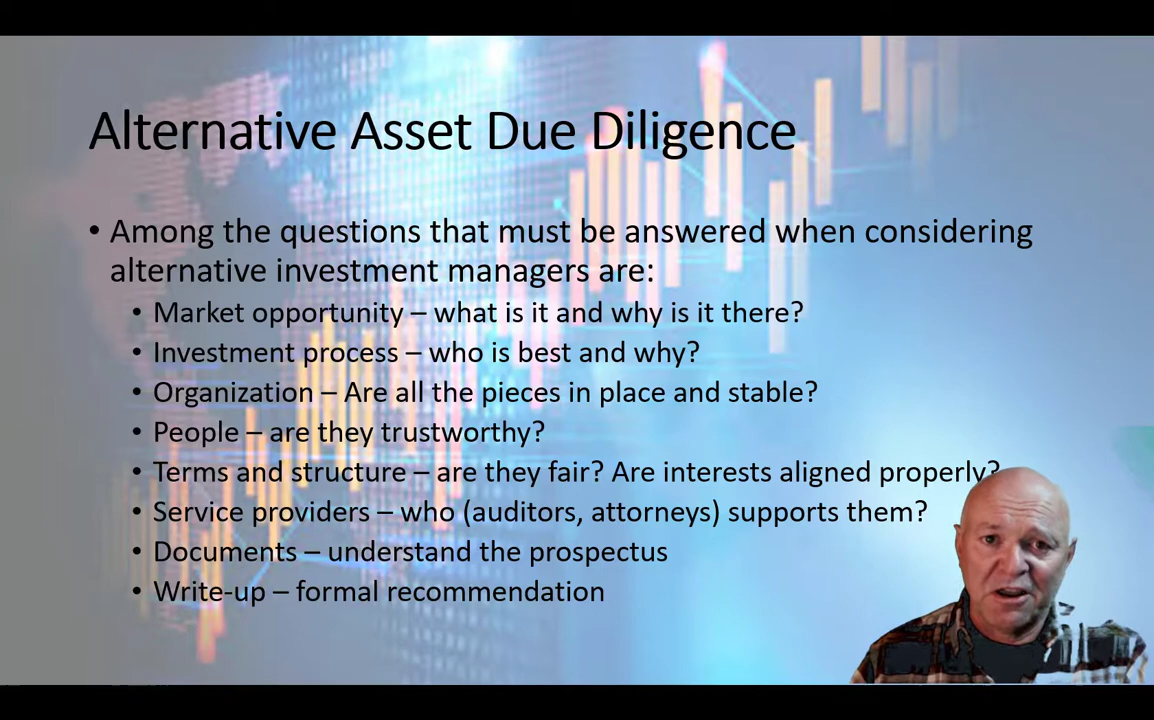 Alternative Asset Due Diligence
• Among the questions that must be answered when considering
alternative investment managers are:
• Market opportunity – what is it and why is it there?
• Investment process – who is best and why?
• Organization – Are all the pieces in place and stable?
• People – are they trustworthy?
• Terms and structure – are they fair? Are interests aligned properly?
• Service providers – who (auditors, attorneys) supports them?
• Documents – understand the prospectus
• Write-up – formal recommendation